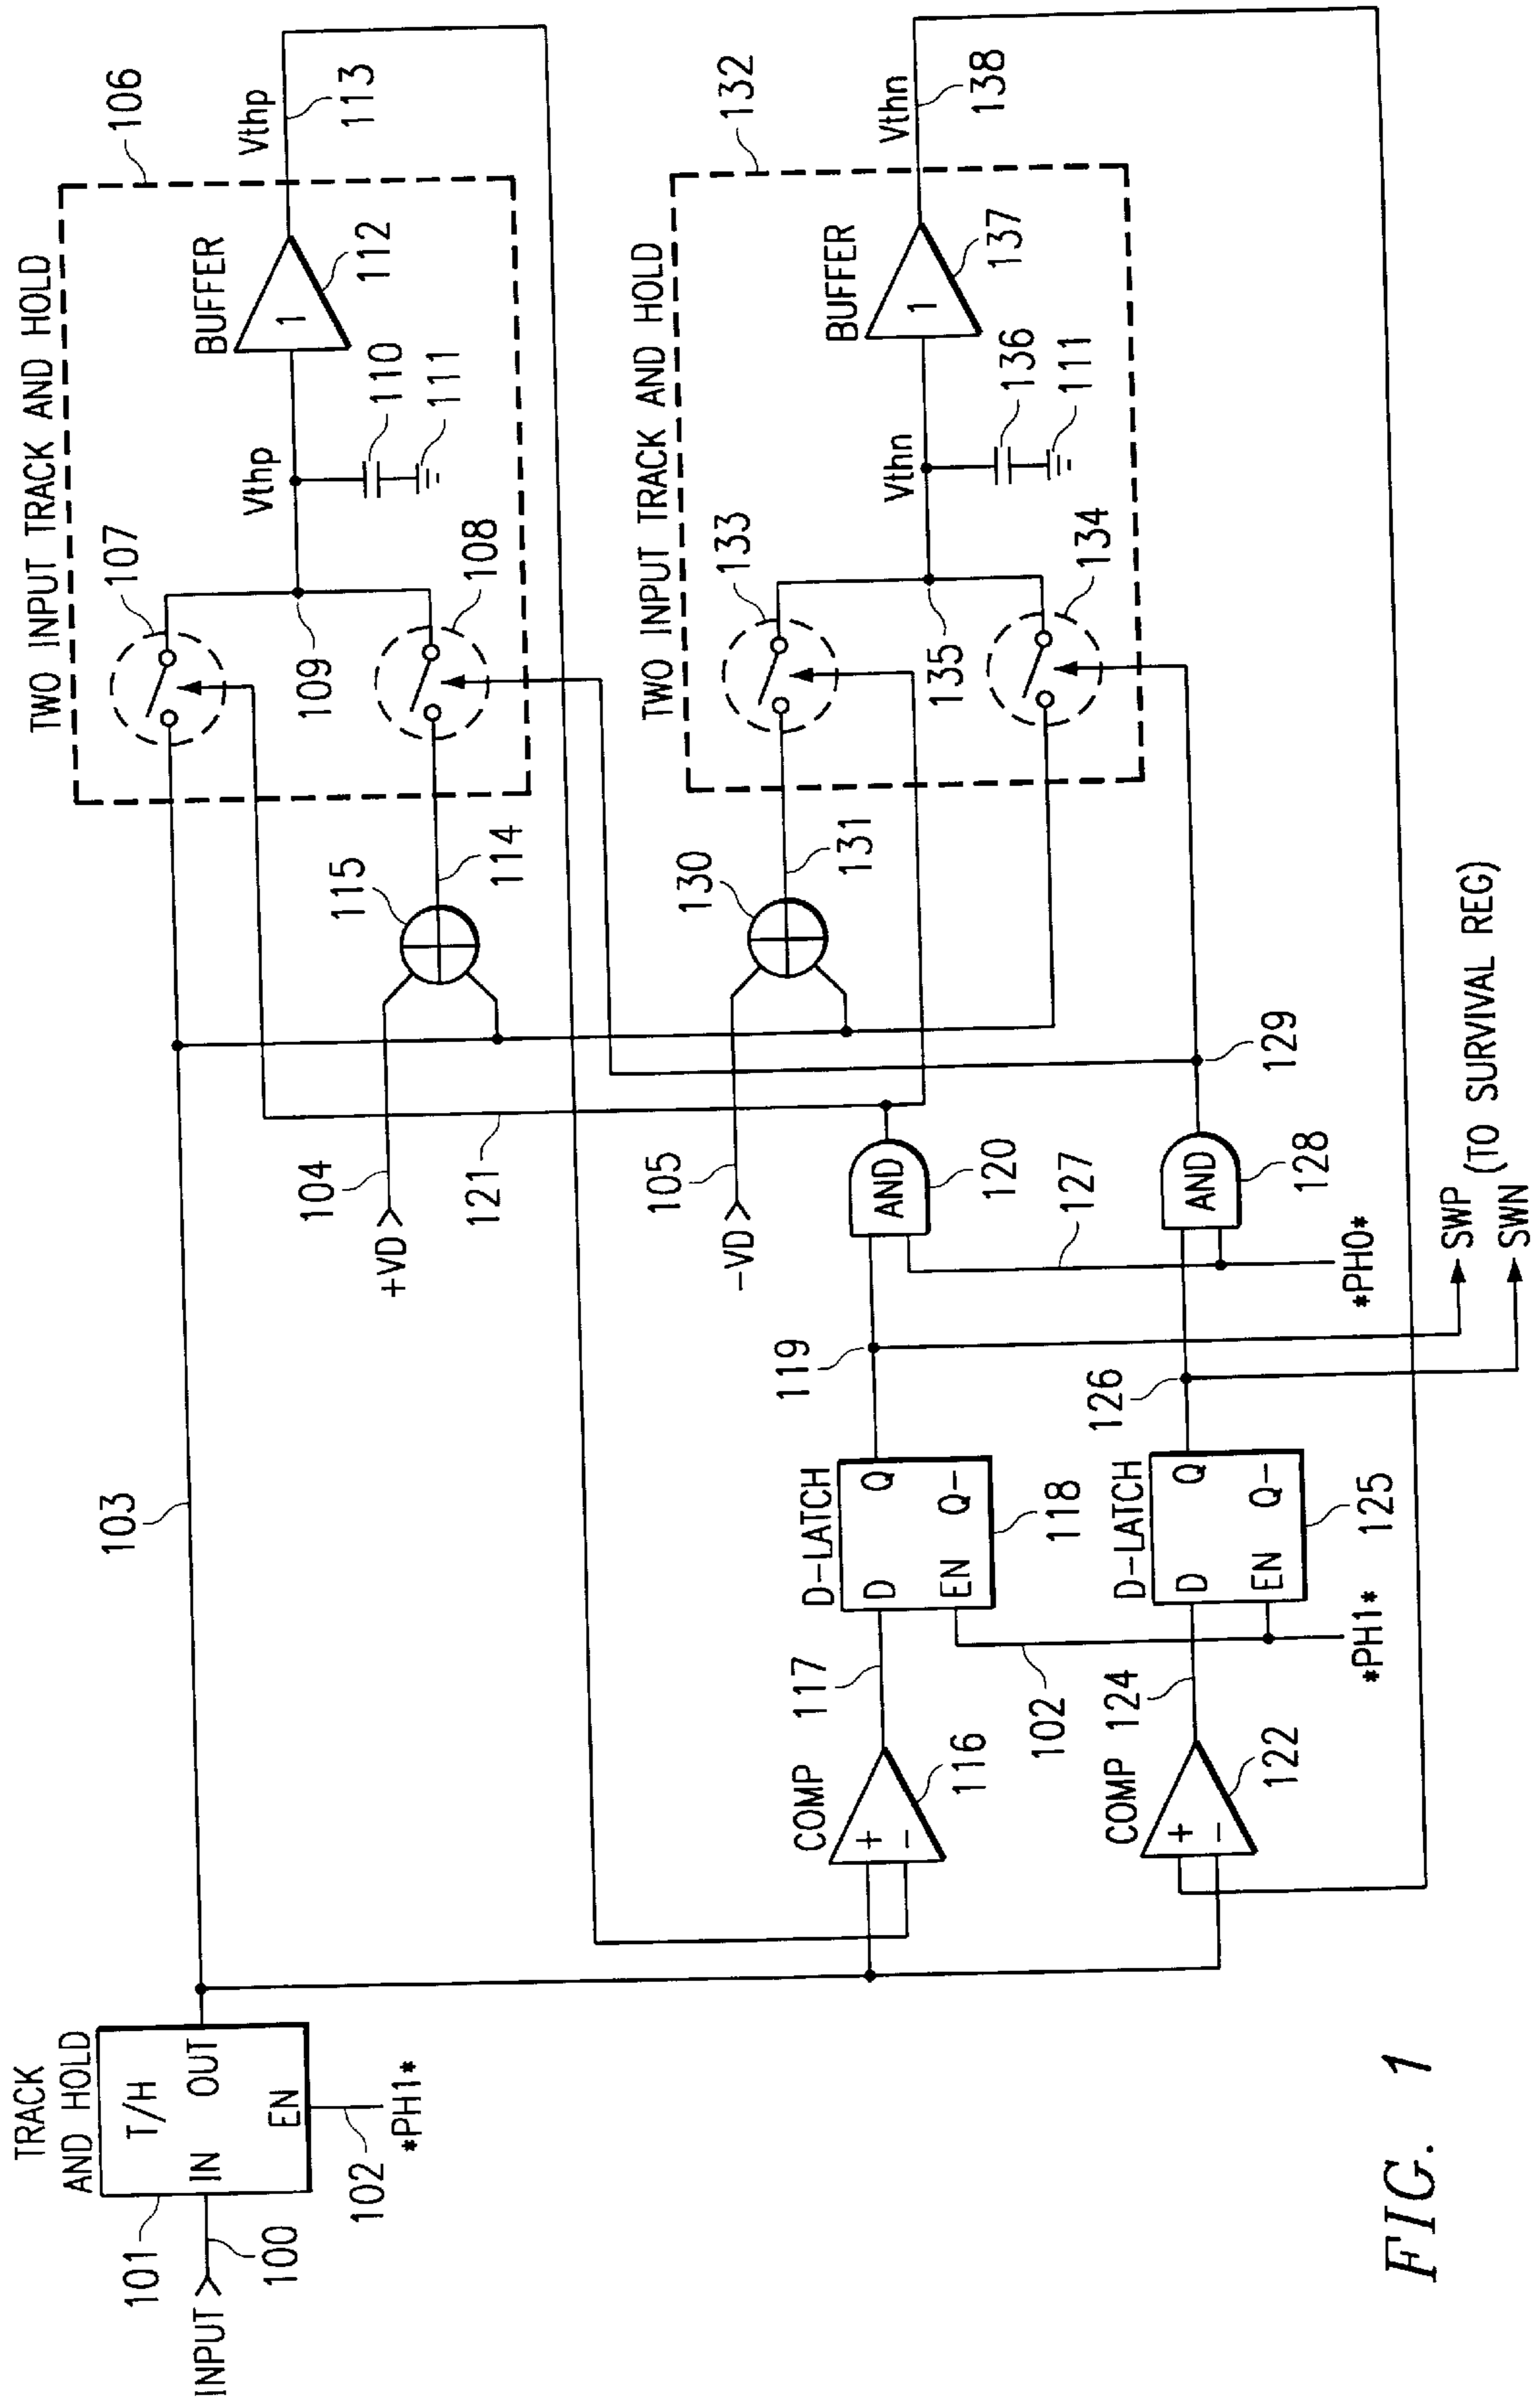 TWO INPUT TRACK AND HOLD
106
107
BUFFER
Vthp
Vthp
1
113
112
110
111
109
108
TRACK
AND HOLD
T/H
IN
OUT
EN
101
INPUT
100
102
*PH1*
103
104
+VD
115
114
121
TWO INPUT TRACK AND HOLD
132
133
BUFFER
Vthn
Vthn
1
138
137
136
111
135
134
105
-VD
130
131
COMP
+
-
116
117
D-LATCH
D
Q
EN
Q-
118
119
AND
120
127
102
COMP
+
-
122
124
D-LATCH
D
Q
EN
Q-
125
126
AND
128
129
*PH1*
*PH0*
SWP
(TO SURVIVAL REG)
SWN
FIG. 1